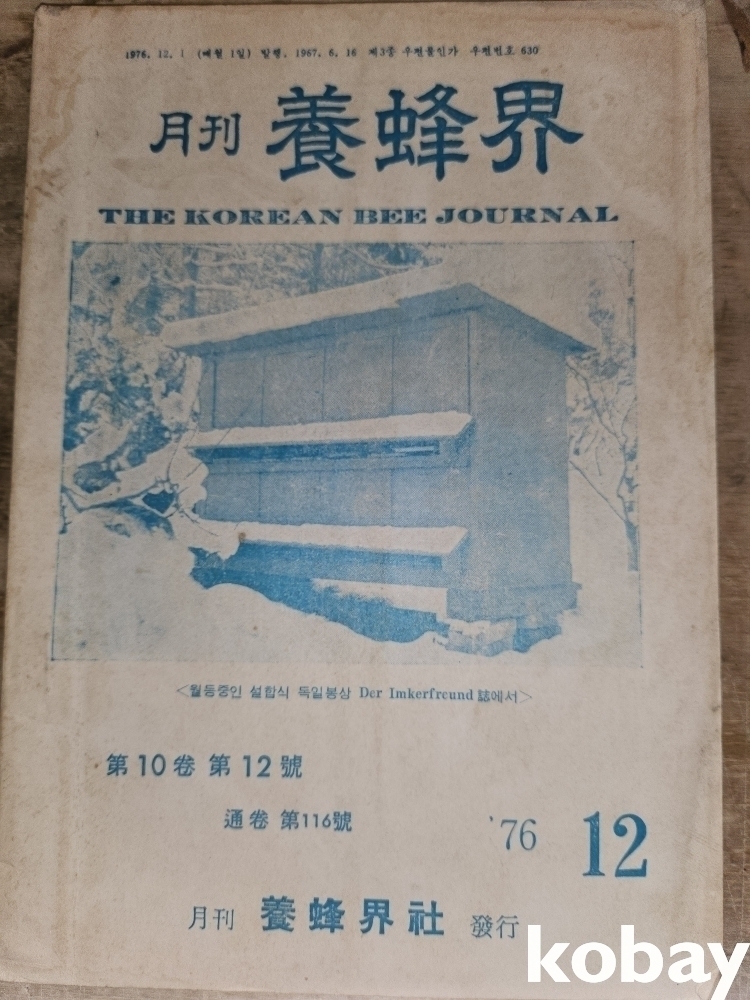 1976. 12. 1 (매월 1일) 발행. 1967. 6. 16 제3종 우편물인가 우편번호 630
月刊 養蜂界
THE KOREAN BEE JOURNAL
<월동중인 설합식 독일봉상 Der Imkerfreund 誌에서>
第10卷 第12號
通卷 第116號
'76 12
月刊 養蜂界社 發行
kobay